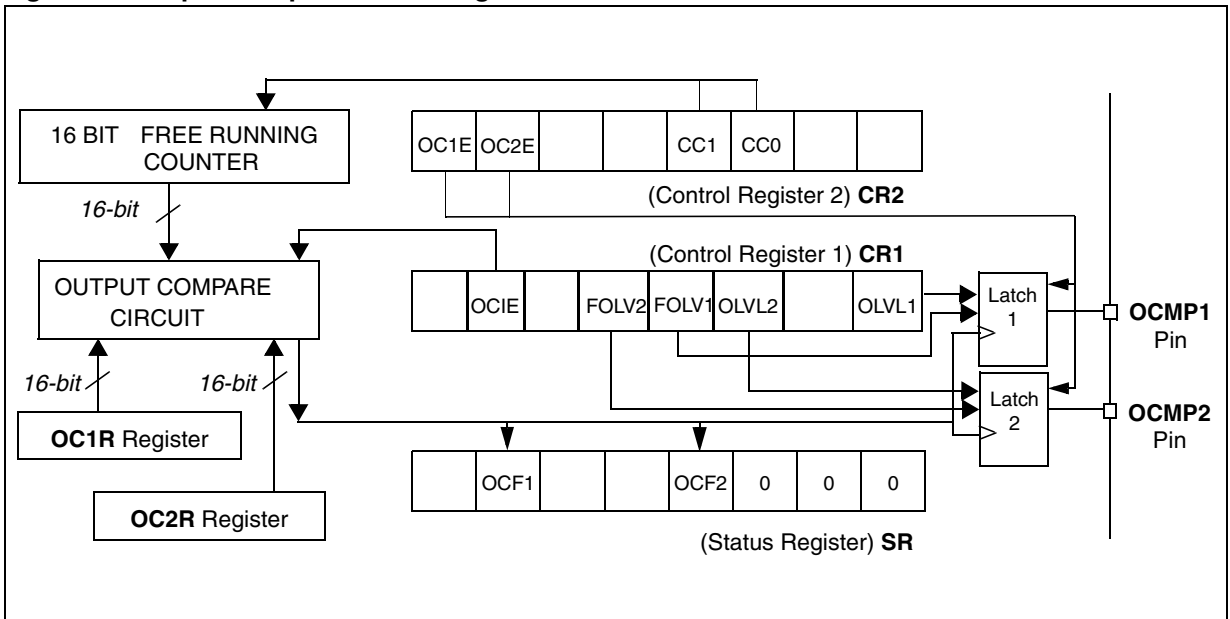 16 BIT FREE RUNNING
COUNTER
OC1E OC2E CC1 CC0
(Control Register 2) CR2
16-bit
(Control Register 1) CR1
OUTPUT COMPARE
CIRCUIT
OCIE FOLV2 FOLV1 OLVL2 OLVL1
Latch
1
OCMP1
Pin
16-bit
16-bit
Latch
2
OCMP2
Pin
OC1R Register
OCF1 OCF2 0 0 0
OC2R Register
(Status Register) SR